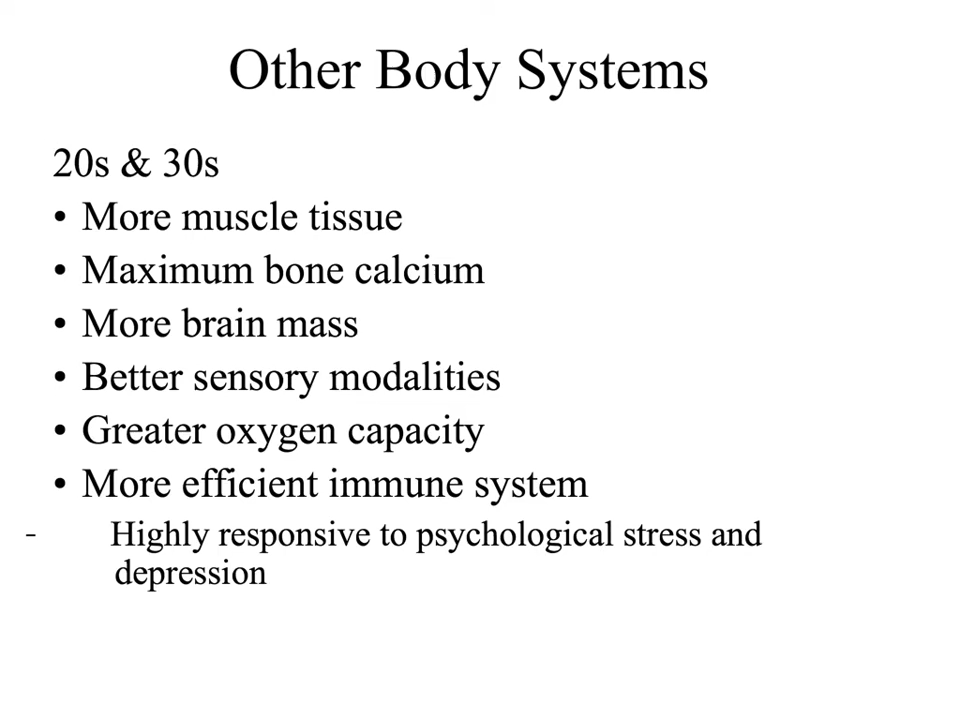 Other Body Systems
20s & 30s
• More muscle tissue
• Maximum bone calcium
• More brain mass
• Better sensory modalities
• Greater oxygen capacity
• More efficient immune system
- Highly responsive to psychological stress and
depression